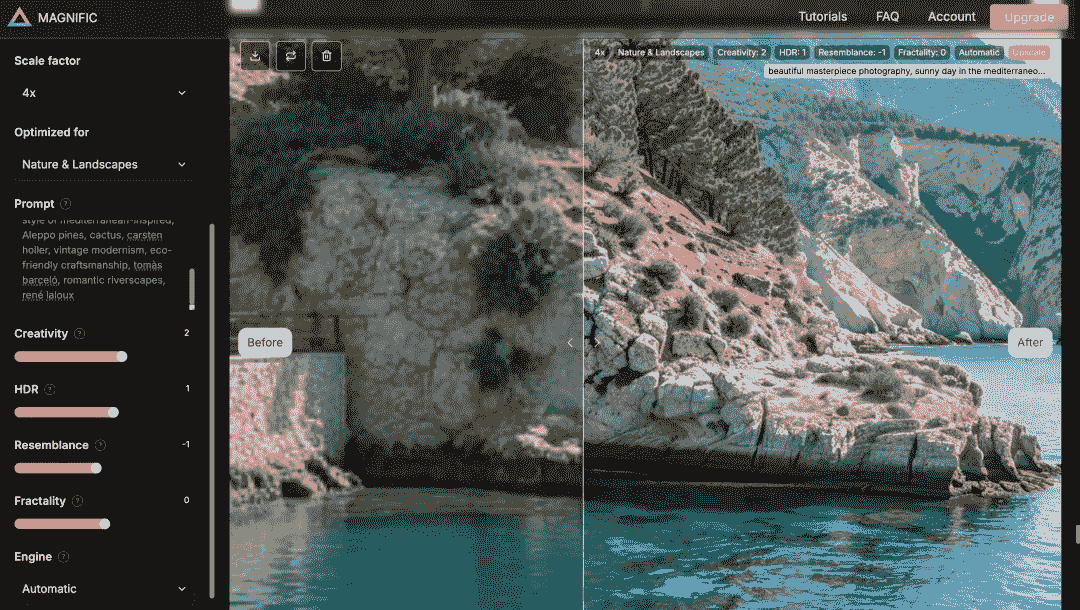 MAGNIFIC
Tutorials FAQ Account Upgrade
Scale factor
4x
Optimized for
Nature & Landscapes
Prompt
style of mediterranean-inspired,
Aleppo pines, cactus, carsten
holler, vintage modernism, eco-
friendly craftsmanship, tomàs
barceló, romantic riverscapes,
rené laloux
Creativity 2
HDR 1
Resemblance -1
Fractality 0
Engine
Automatic
4x Nature & Landscapes Creativity: 2 HDR: 1 Resemblance: -1 Fractality: 0 Automatic Upscale
beautiful masterpiece photography, sunny day in the mediterraneo...
Before
After